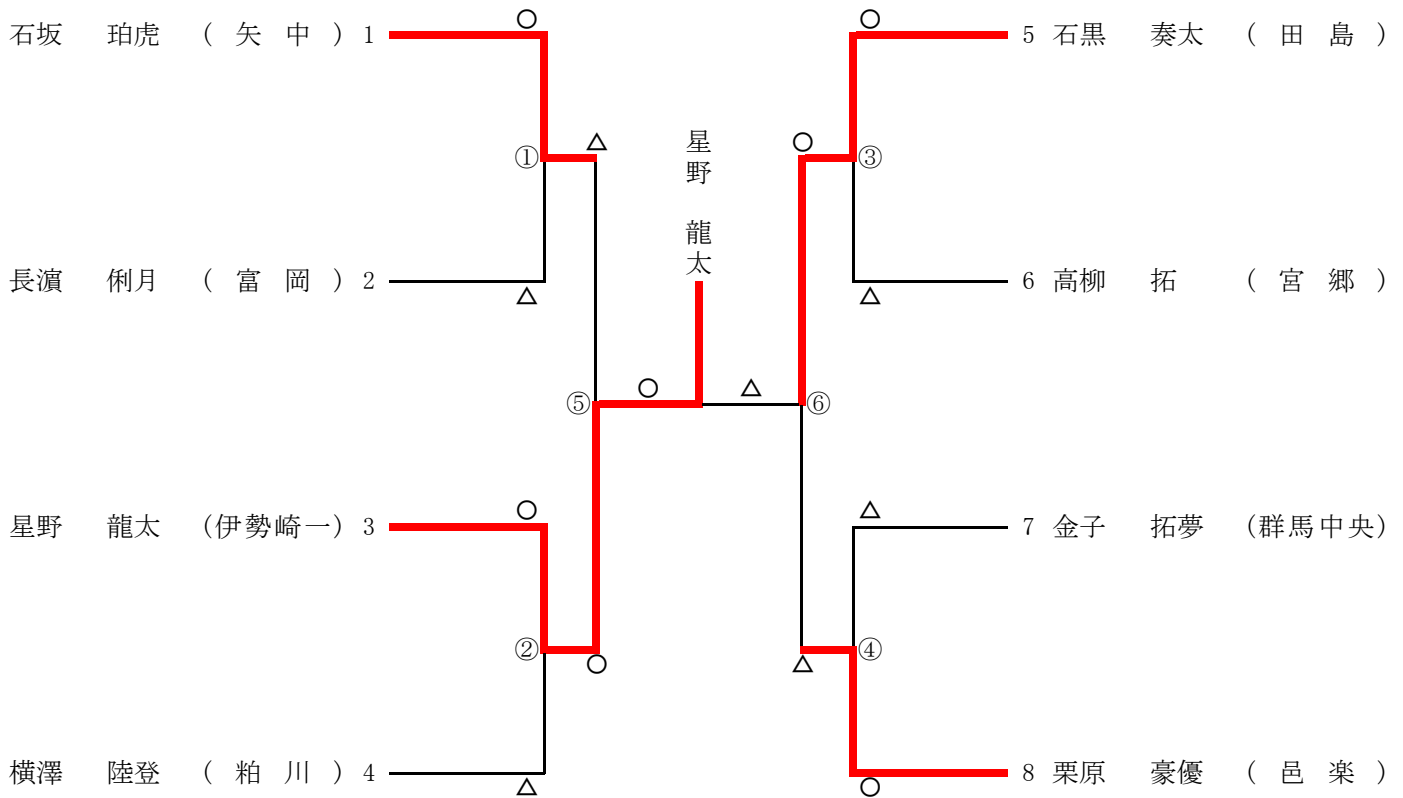 石坂 珀虎 (矢中) 1
長濵 俐月 (富岡) 2
星野 龍太 (伊勢崎一) 3
横澤 陸登 (粕川) 4
①
②
⑤
○
△
△
○
△
○
○
星野 龍太
△
⑥
○
△
③
④
○
△
△
○
5 石黒 奏太 (田島)
6 高柳 拓 (宮郷)
7 金子 拓夢 (群馬中央)
8 栗原 豪優 (邑楽)